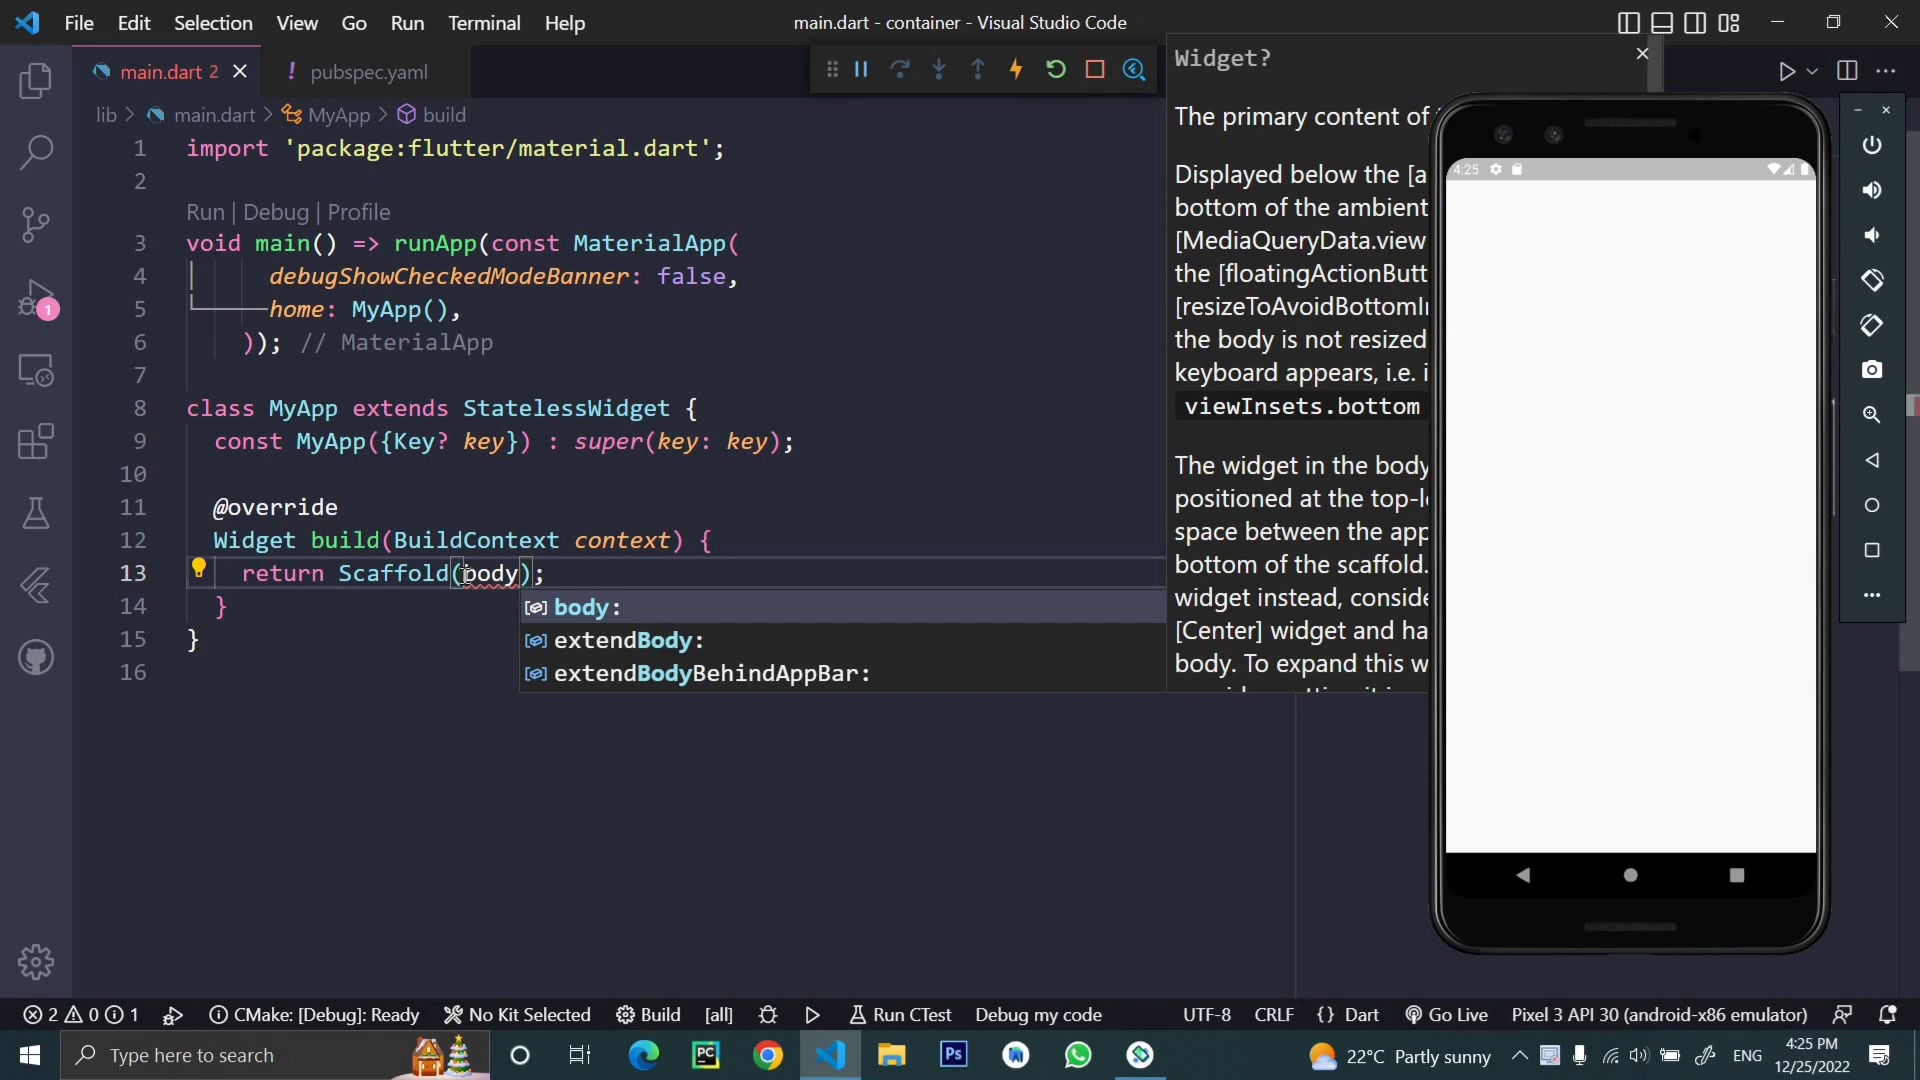 File Edit Selection View Go Run Terminal Help
main.dart - container - Visual Studio Code
main.dart 2
! pubspec.yaml
lib > main.dart > MyApp > build
1 import 'package:flutter/material.dart';
2
Run | Debug | Profile
3 void main() => runApp(const MaterialApp(
4 debugShowCheckedModeBanner: false,
5 home: MyApp(),
6 )); // MaterialApp
7
8 class MyApp extends StatelessWidget {
9 const MyApp({Key? key}) : super(key: key);
10
11 @override
12 Widget build(BuildContext context) {
13 return Scaffold(body);
14 }
15 }
16
body:
extendBody:
extendBodyBehindAppBar:
Widget?
The primary content of
Displayed below the [a
bottom of the ambient
[MediaQueryData.view
the [floatingActionButt
[resizeToAvoidBottomI
the body is not resized
keyboard appears, i.e. i
viewInsets.bottom
The widget in the body
positioned at the top-l
space between the app
bottom of the scaffold.
widget instead, conside
[Center] widget and ha
body. To expand this w
4:25
1
2 0 1 CMake: [Debug]: Ready No Kit Selected Build [all] Run CTest Debug my code UTF-8 CRLF {} Dart Go Live Pixel 3 API 30 (android-x86 emulator)
Type here to search
PC
Ps
22°C Partly sunny
ENG
4:25 PM
12/25/2022